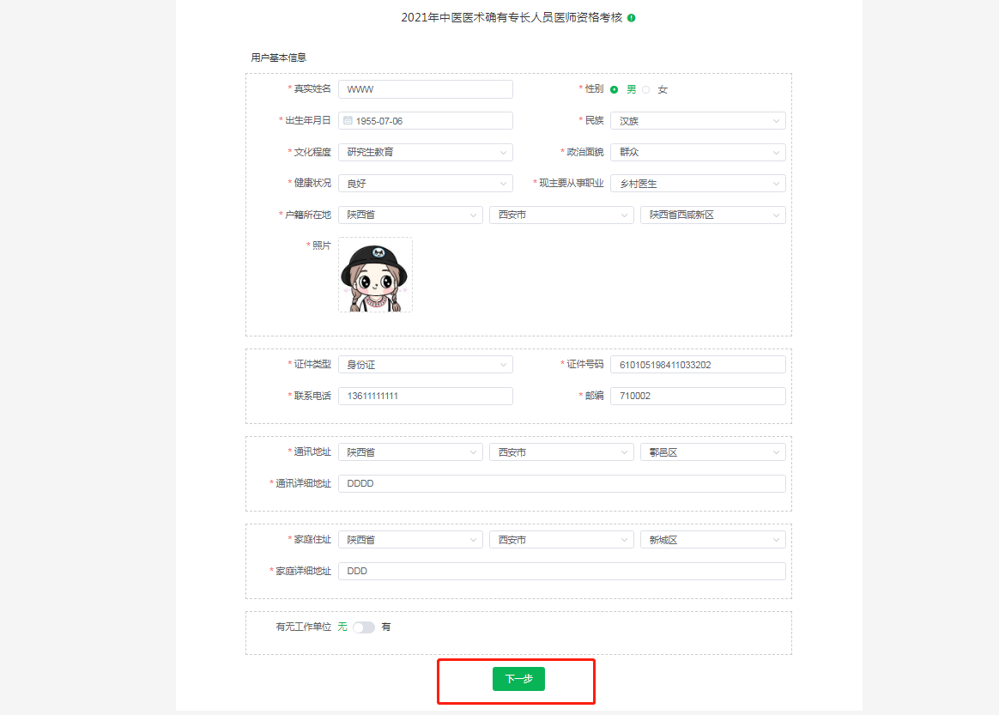 2021年中医医术确有专长人员医师资格考核
用户基本信息
* 真实姓名 WWW * 性别 男 女
* 出生年月日 1955-07-06 * 民族 汉族
* 文化程度 研究生教育 * 政治面貌 群众
* 健康状况 良好 * 现主要从事职业 乡村医生
* 户籍所在地 陕西省 西安市 陕西省西咸新区
* 照片
* 证件类型 身份证 * 证件号码 610105198411033202
* 联系电话 13611111111 * 邮编 710002
* 通讯地址 陕西省 西安市 鄠邑区
* 通讯详细地址 DDDD
* 家庭住址 陕西省 西安市 新城区
* 家庭详细地址 DDD
有无工作单位 无 有
下一步